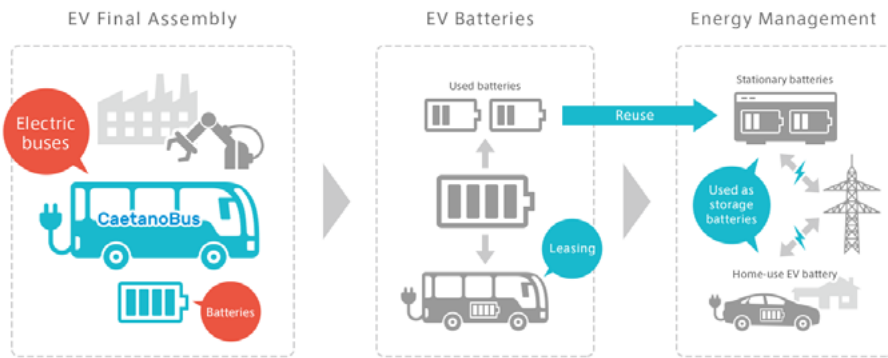 EV Final Assembly
EV Batteries
Energy Management
Electric
buses
CaetanoBus
Batteries
Used batteries
Leasing
Reuse
Stationary batteries
Used as
storage
batteries
Home-use EV battery